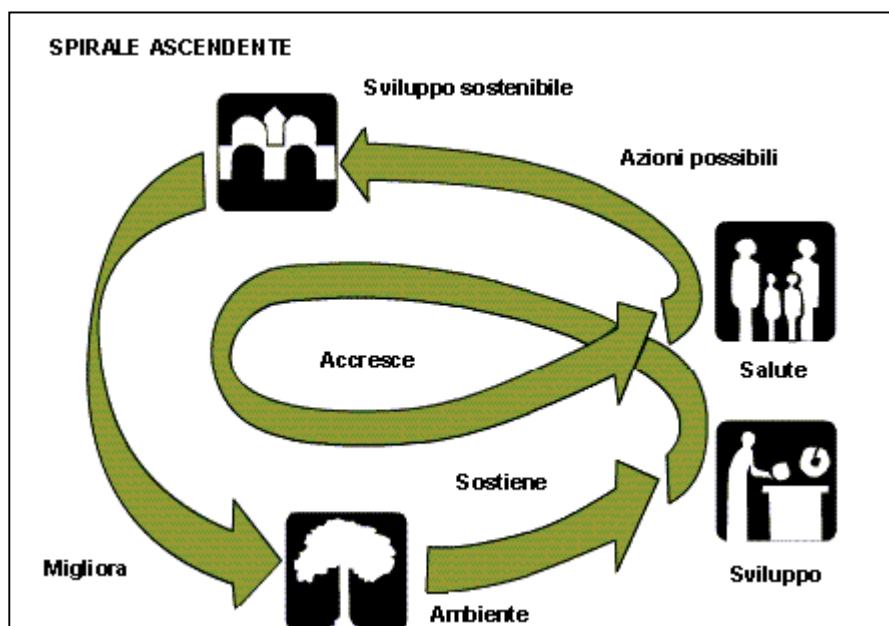 SPIRALE ASCENDENTE
Sviluppo sostenibile
Azioni possibili
Accresce
Salute
Sostiene
Migliora
Sviluppo
Ambiente